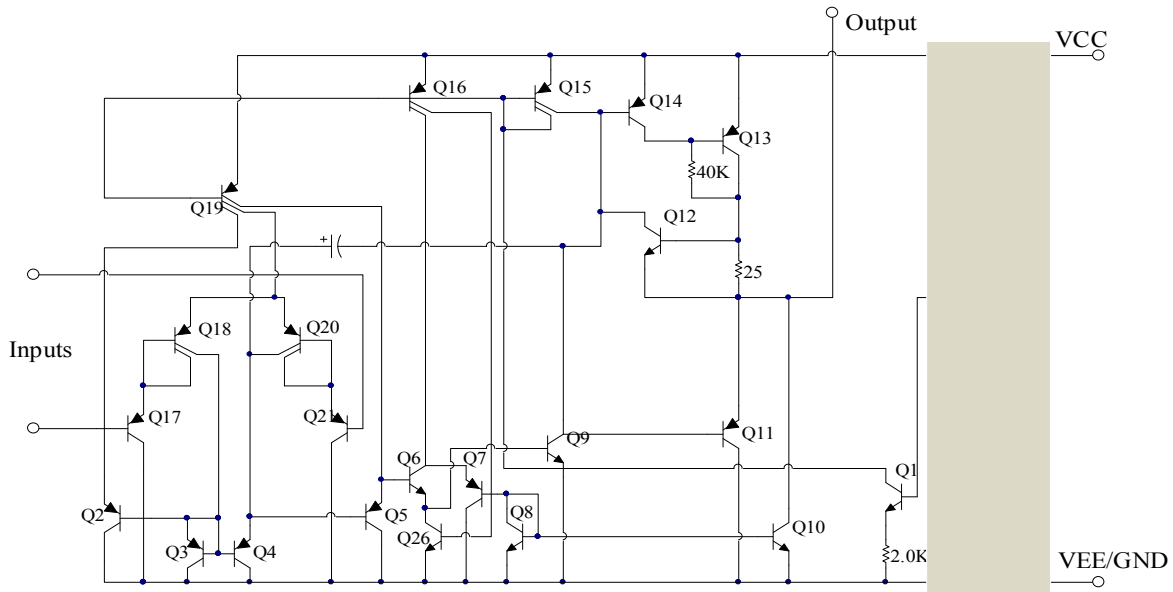 Output
VCC
Q16
Q15
Q14
Q13
40K
Q19
Q12
+
25
Q18
Q20
Inputs
Q17
Q21
Q9
Q11
Q6
Q7
Q1
Q2
Q5
Q8
Q10
Q3
Q4
Q26
2.0K
VEE/GND